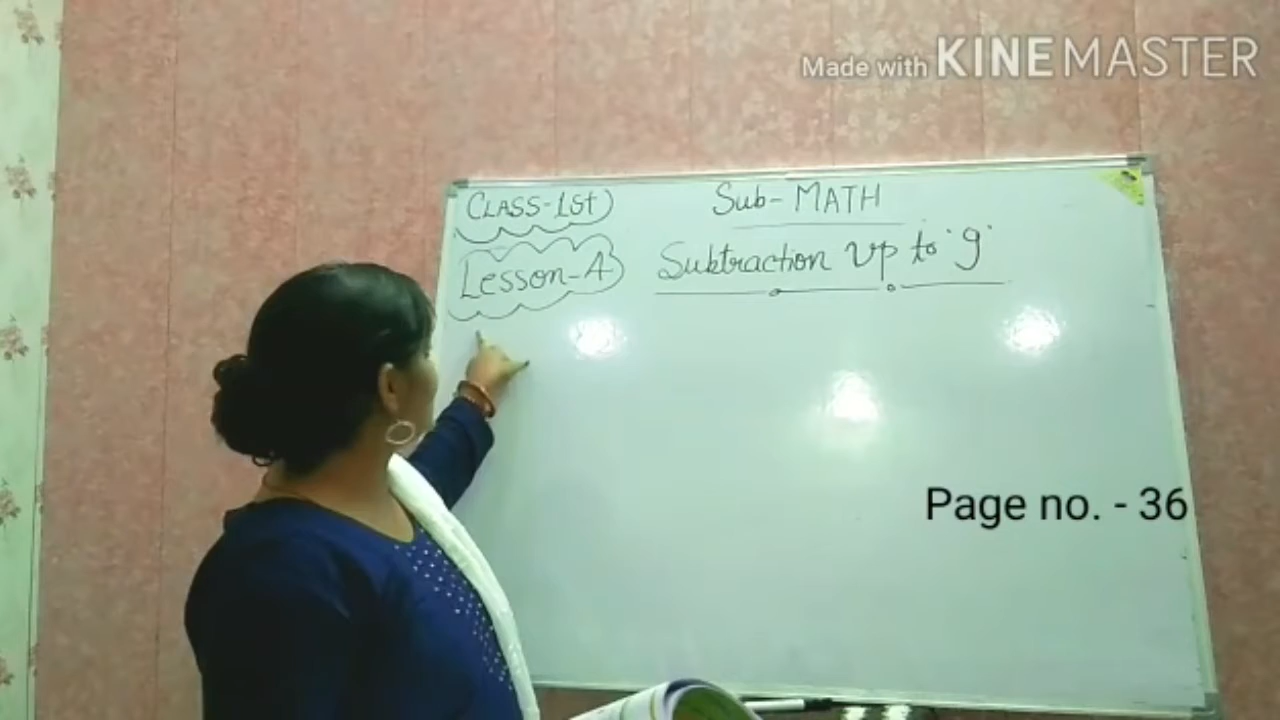 Made with KINEMASTER
CLASS-1st
Sub- MATH
Lesson-4
Subtraction up to '9'
Page no. - 36